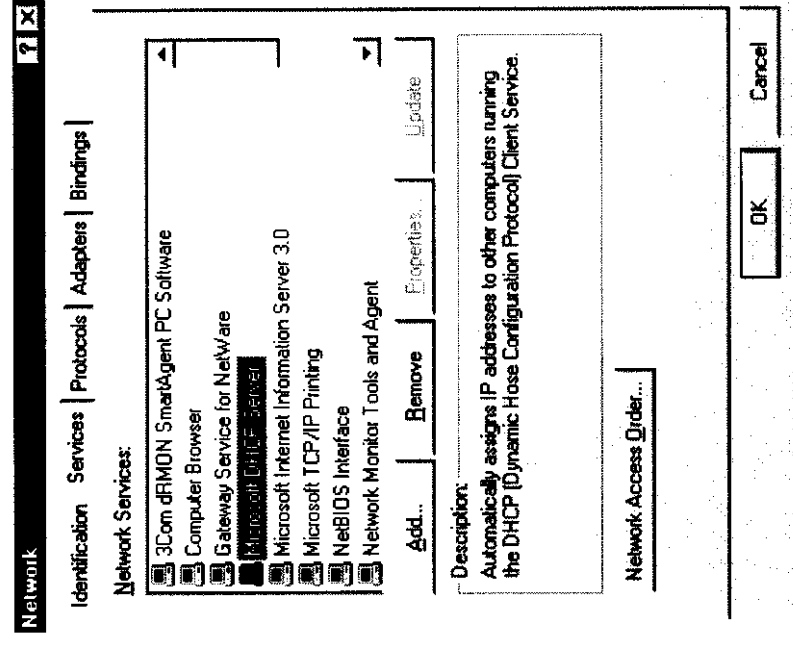 Network
? X
Identification Services Protocols Adapters Bindings
Network Services:
3Com dRMON SmartAgent PC Software
Computer Browser
Gateway Service for NetWare
Microsoft DHCP Server
Microsoft Internet Information Server 3.0
Microsoft TCP/IP Printing
NetBIOS Interface
Network Monitor Tools and Agent
Add... Remove Properties... Update
Description:
Automatically assigns IP addresses to other computers running
the DHCP (Dynamic Hose Configuration Protocol) Client Service.
Network Access Order...
OK Cancel